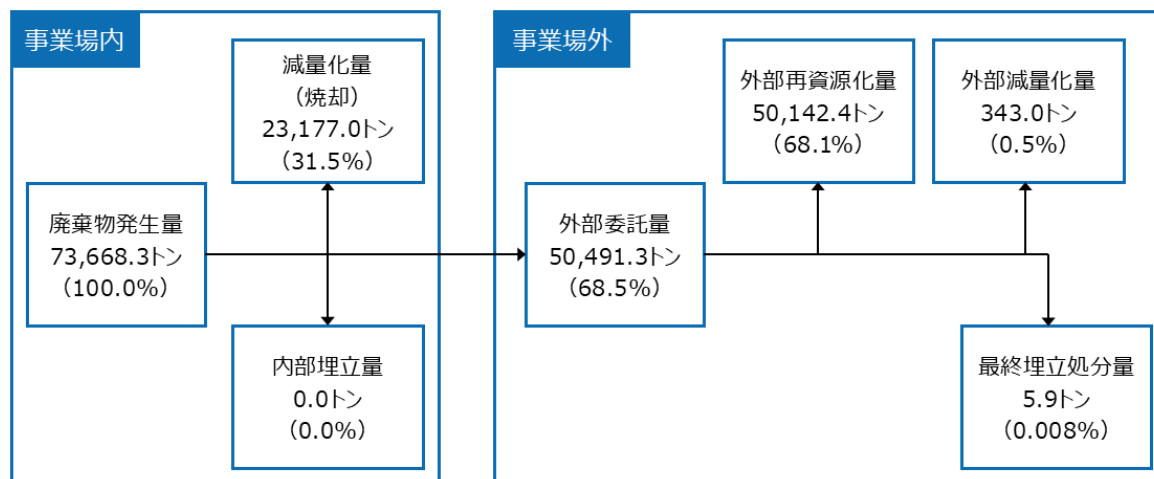 事業場内
減量化量
(焼却)
23,177.0トン
(31.5%)
廃棄物発生量
73,668.3トン
(100.0%)
内部埋立量
0.0トン
(0.0%)
事業場外
外部委託量
50,491.3トン
(68.5%)
外部再資源化量
50,142.4トン
(68.1%)
外部減量化量
343.0トン
(0.5%)
最終埋立処分量
5.9トン
(0.008%)